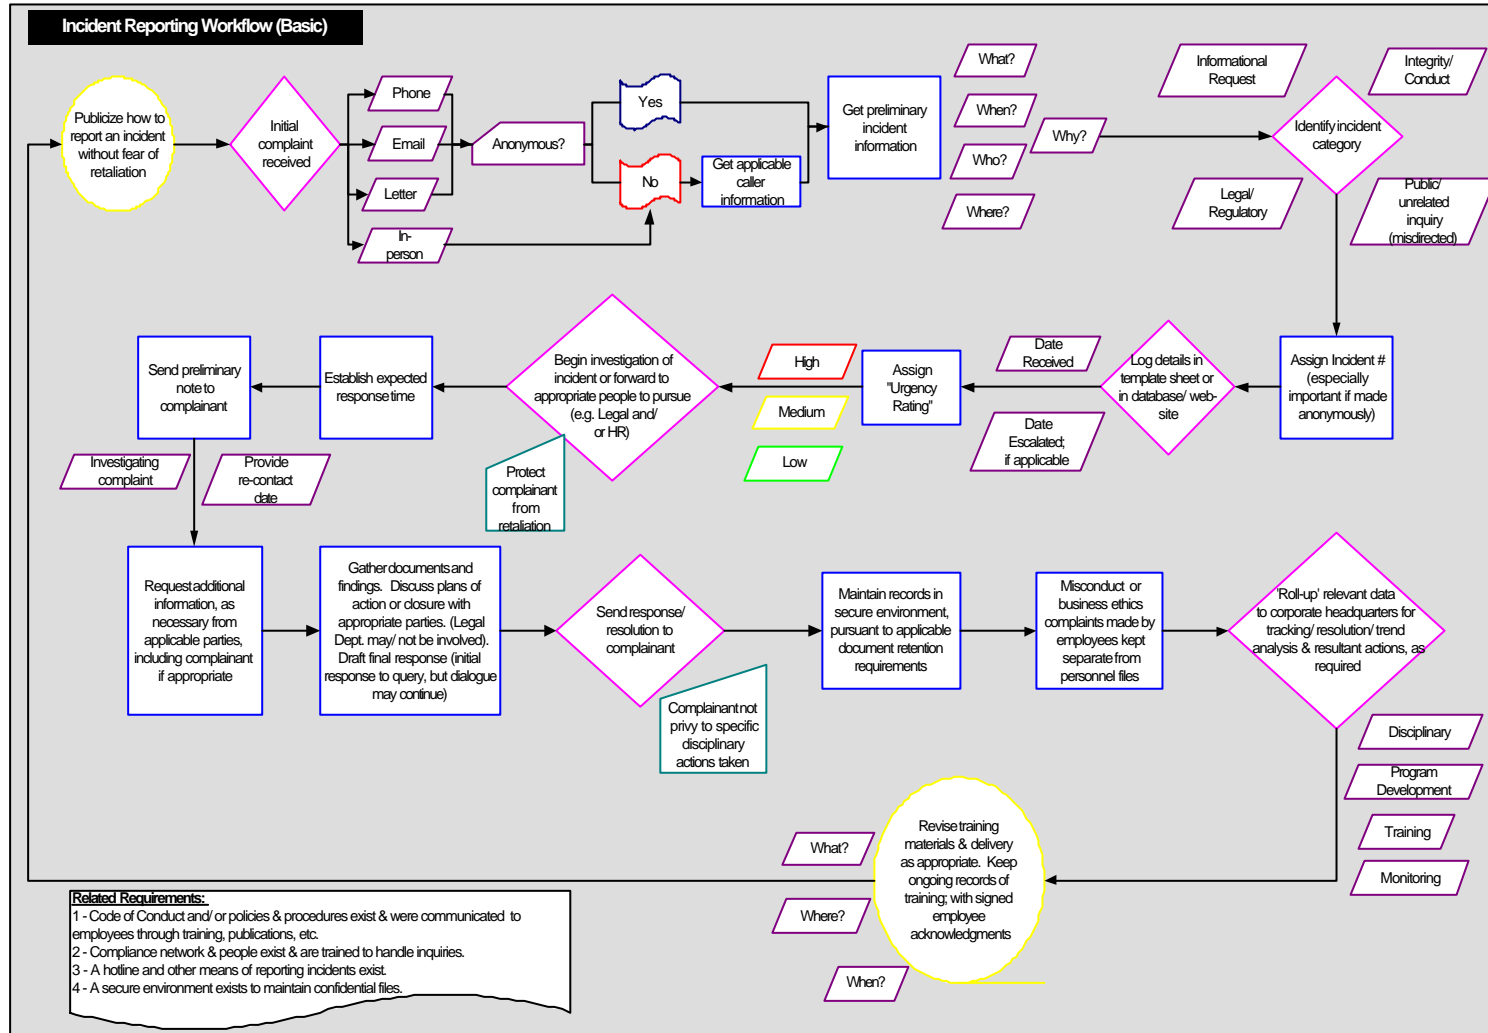 Incident Reporting Workflow (Basic)
Publicize how to
report an incident
without fear of
retaliation
Initial
complaint
received
Phone
Email
Letter
In-
person
Anonymous?
Yes
No
Get applicable
caller
information
Get preliminary
incident
information
What?
When?
Why?
Who?
Where?
Informational
Request
Integrity/
Conduct
Identify incident
category
Legal/
Regulatory
Public/
unrelated
inquiry
(misdirected)
Assign Incident #
(especially
important if made
anonymously)
Log details in
template sheet or
in database/ web-
site
Date
Received
Date
Escalated;
if applicable
Assign
"Urgency
Rating"
High
Medium
Low
Begin investigation of
incident or forward to
appropriate people to
pursue
(e.g. Legal and/
or HR)
Protect
complainant
from
retaliation
Establish expected
response time
Send preliminary
note to
complainant
Investigating
complaint
Provide
re-contact
date
Request additional
information, as
necessary from
applicable parties,
including complainant
if appropriate
Gather documents and
findings. Discuss plans of
action or closure with
appropriate parties. (Legal
Dept. may/ not be involved).
Draft final response (initial
response to query, but dialogue
may continue)
Send response/
resolution to
complainant
Complainant not
privy to specific
disciplinary
actions taken
Maintain records in
secure environment,
pursuant to applicable
document retention
requirements
Misconduct or
business ethics
complaints made by
employees kept
separate from
personnel files
'Roll-up' relevant data
to corporate headquarters for
tracking/ resolution/ trend
analysis & resultant actions, as
required
Disciplinary
Program
Development
Training
Monitoring
Revise training
materials & delivery
as appropriate. Keep
ongoing records of
training; with signed
employee
acknowledgments
What?
Where?
When?
Related Requirements:
1 - Code of Conduct and/ or policies & procedures exist & were communicated to
employees through training, publications, etc.
2 - Compliance network & people exist & are trained to handle inquiries.
3 - A hotline and other means of reporting incidents exist.
4 - A secure environment exists to maintain confidential files.